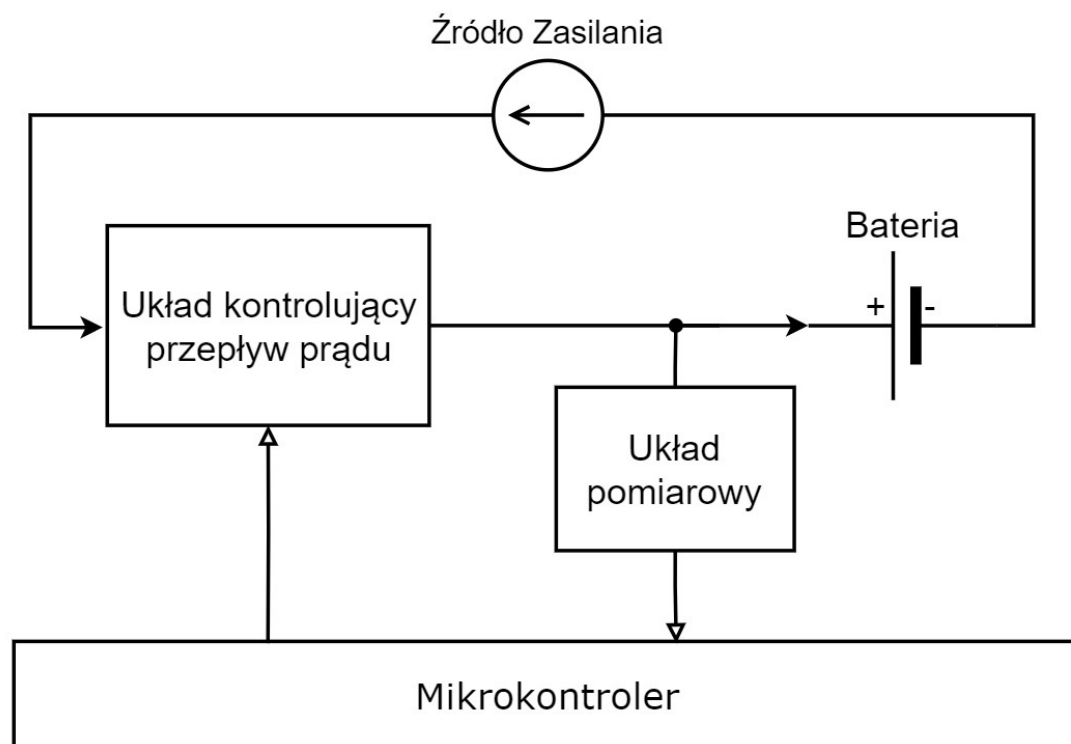 Źródło Zasilania
Bateria
+ -
Układ kontrolujący
przepływ prądu
Układ
pomiarowy
Mikrokontroler